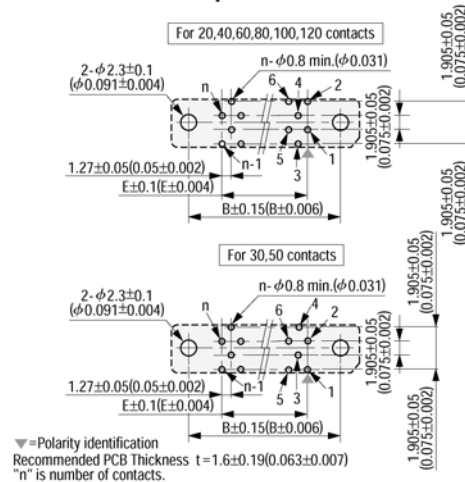 For 20,40,60,80,100,120 contacts
n-ϕ0.8 min.(ϕ0.031)
2-ϕ2.3±0.1
(ϕ0.091±0.004)
n
6
4
2
1.905±0.05
(0.075±0.002)
1.905±0.05
(0.075±0.002)
1.905±0.05
(0.075±0.002)
n-1
5
3
1
1.27±0.05(0.05±0.002)
E±0.1(E±0.004)
B±0.15(B±0.006)
For 30,50 contacts
n-ϕ0.8 min.(ϕ0.031)
2-ϕ2.3±0.1
(ϕ0.091±0.004)
n
6
4
2
1.905±0.05
(0.075±0.002)
1.905±0.05
(0.075±0.002)
1.905±0.05
(0.075±0.002)
n-1
5
3
1
1.27±0.05(0.05±0.002)
E±0.1(E±0.004)
B±0.15(B±0.006)
▼=Polarity identification
Recommended PCB Thickness t=1.6±0.19(0.063±0.007)
"n" is number of contacts.